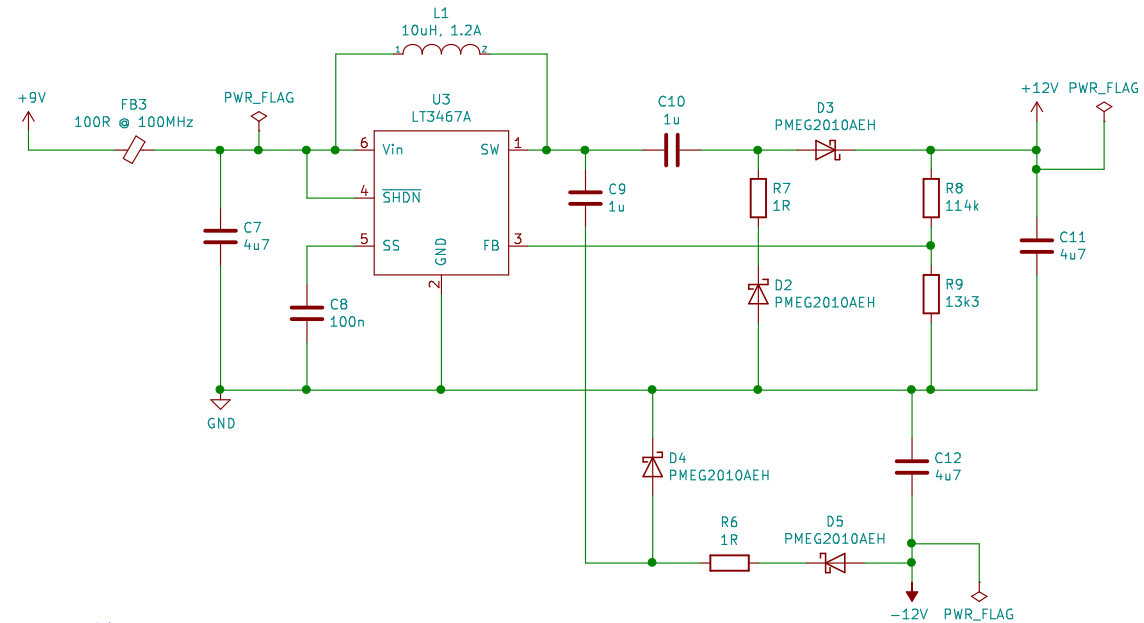 L1
10uH, 1.2A
1
2
+9V
FB3
100R @ 100MHz
PWR_FLAG
U3
LT3467A
C10
1u
D3
PMEG2010AEH
+12V
PWR_FLAG
6
Vin
SW
1
4
SHDN
C9
1u
R7
1R
R8
114k
C7
4u7
5
SS
GND
FB
3
2
C11
4u7
C8
100n
D2
PMEG2010AEH
R9
13k3
GND
D4
PMEG2010AEH
C12
4u7
R6
1R
D5
PMEG2010AEH
-12V
PWR_FLAG